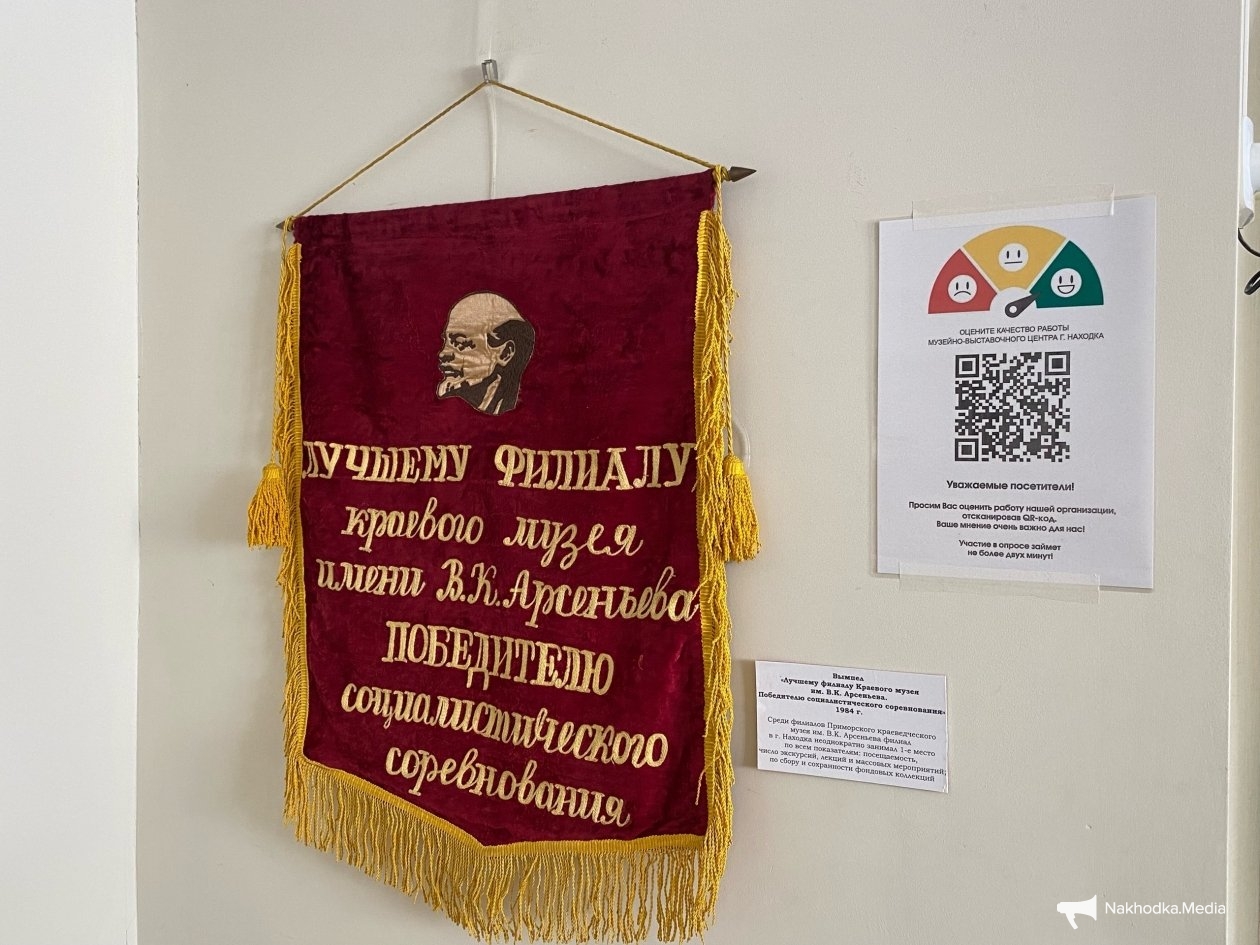 ЛУЧШЕМУ ФИЛИАЛУ
краевого музея
имени В.К.Арсеньева
ПОБЕДИТЕЛЮ
социалистического
соревнования
ОЦЕНИТЕ КАЧЕСТВО РАБОТЫ
МУЗЕЙНО-ВЫСТАВОЧНОГО ЦЕНТРА Г. НАХОДКА
Уважаемые посетители!
Просим Вас оценить работу нашей организации,
отсканировав QR-код.
Ваше мнение очень важно для нас!
Участие в опросе займет
не более двух минут!
Вымпел
«Лучшему филиалу Краевого музея
им. В.К. Арсеньева.
Победителю социалистического соревнования»
1984 г.
Среди филиалов Приморского краеведческого
музея им. В.К. Арсеньева филиал
в г. Находка неоднократно занимал 1-е место
по всем показателям: посещаемость,
число экскурсий, лекций и массовых мероприятий;
по сбору и сохранности фондовых коллекций
Nakhodka.Media